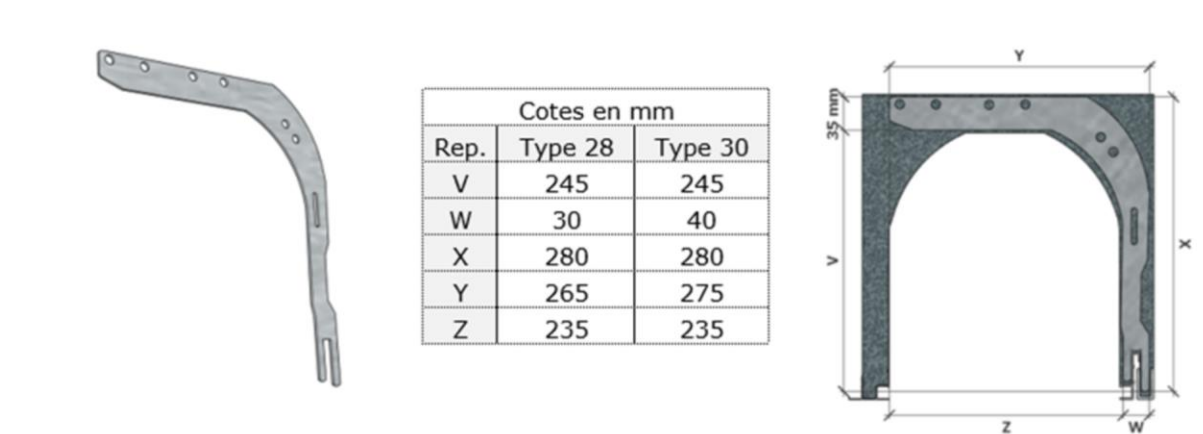 Cotes en mm
Rep. Type 28 Type 30
V 245 245
W 30 40
X 280 280
Y 265 275
Z 235 235
Y
35 mm
V
X
Z
W